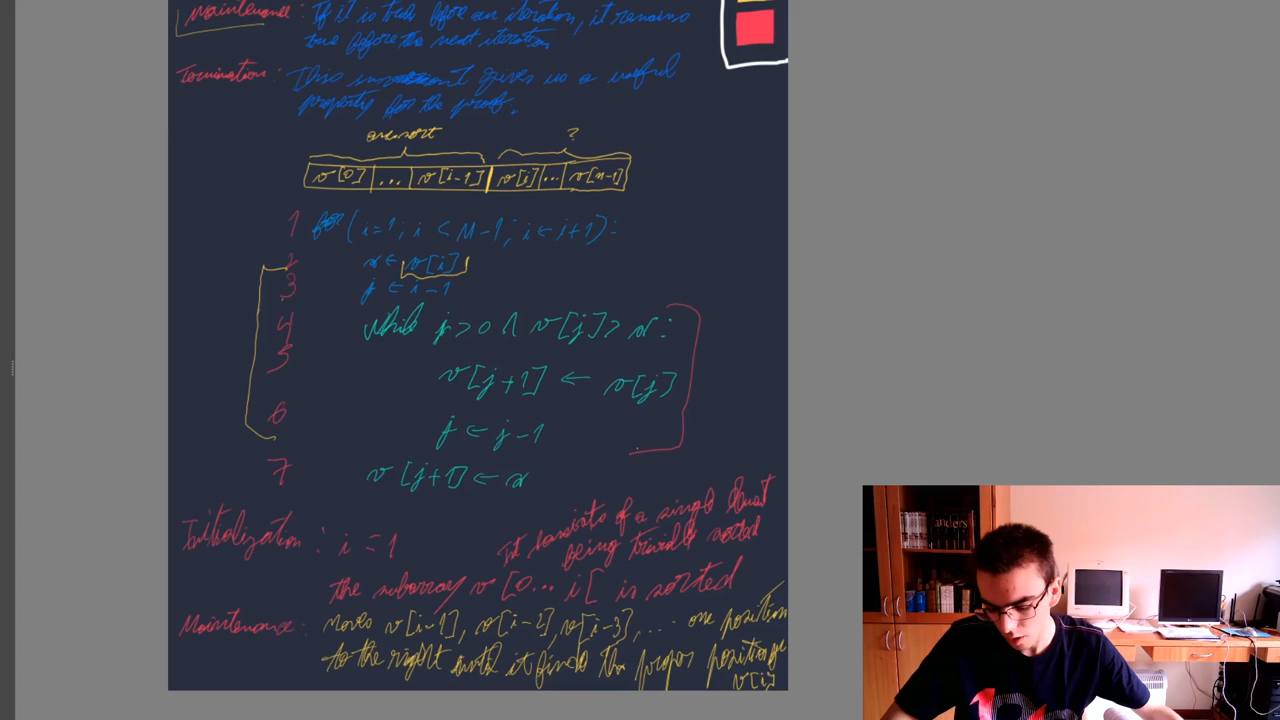 Maintenance: If it is true before an iteration, it remains
true before the next iteration
Termination: This gives us a useful
property for the proof.
are sort ?
v[0] ... v[i-1] v[i] ... v[n-1]
1 for (i=1; i < n-1; i ← i+1):
2 x ← v[i]
3 j ← i-1
4 while j > 0 ∧ v[j] > x:
5 v[j+1] ← v[j]
6 j ← j-1
7 v[j+1] ← x
it consists of a single
Initialization: i = 1 being trivially sorted
the subarray v[0... i[ is sorted
Maintenance: moves v[i-1], v[i-2], v[i-3], ... one position
to the right until it finds the proper position
v[i]
anders